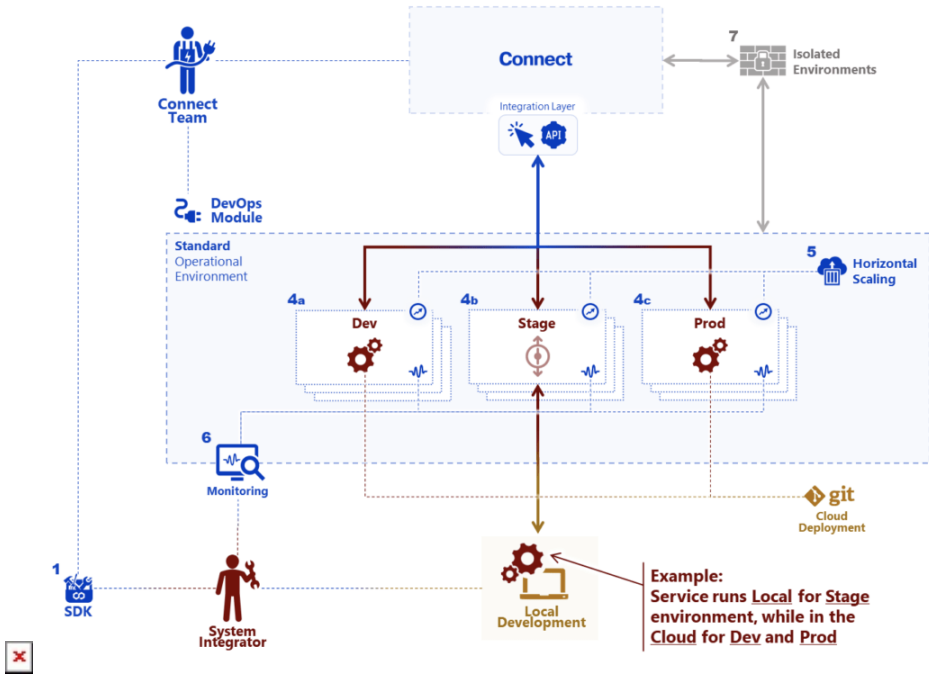 Connect
7
Isolated
Environments
Connect
Team
Integration Layer
API
DevOps
Module
Standard
Operational
Environment
5
Horizontal
Scaling
4a
Dev
4b
Stage
4c
Prod
6
Monitoring
git
Cloud
Deployment
1
SDK
System
Integrator
Local
Development
Example:
Service runs Local for Stage
environment, while in the
Cloud for Dev and Prod